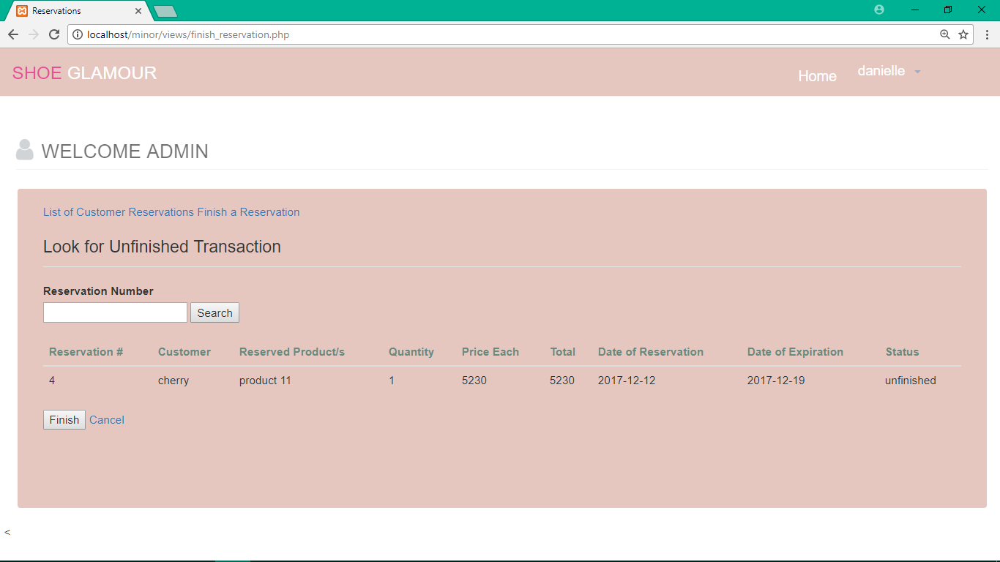 Reservations
localhost/minor/views/finish_reservation.php
SHOE GLAMOUR Home danielle
WELCOME ADMIN
List of Customer Reservations Finish a Reservation
Look for Unfinished Transaction
Reservation Number
Search
Reservation # Customer Reserved Product/s Quantity Price Each Total Date of Reservation Date of Expiration Status
4 cherry product 11 1 5230 5230 2017-12-12 2017-12-19 unfinished
Finish Cancel
<